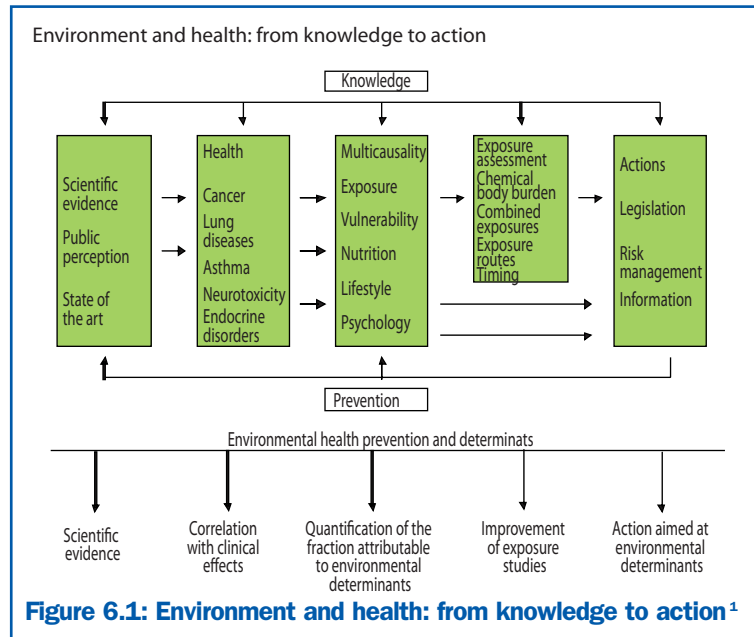 Environment and health: from knowledge to action
Knowledge
Scientific
evidence
Public
perception
State of
the art
Health
Cancer
Lung
diseases
Asthma
Neurotoxicity
Endocrine
disorders
Multicausality
Exposure
Vulnerability
Nutrition
Lifestyle
Psychology
Exposure
assessment
Chemical
body burden
Combined
exposures
Exposure
routes
Timing
Actions
Legislation
Risk
management
Information
Prevention
Environmental health prevention and determinats
Scientific
evidence
Correlation
with clinical
effects
Quantification of the
fraction attributable
to environmental
determinants
Improvement
of exposure
studies
Action aimed at
environmental
determinants
Figure 6.1: Environment and health: from knowledge to action¹